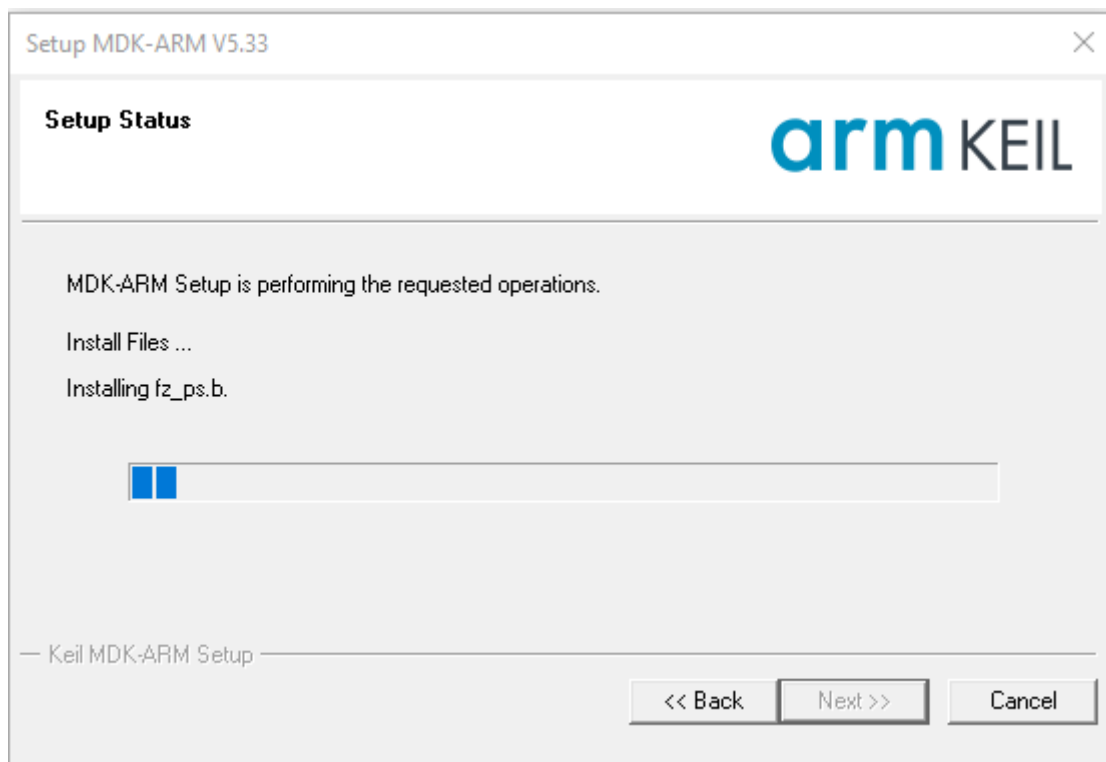 Setup MDK-ARM V5.33
Setup Status
arm KEIL
MDK-ARM Setup is performing the requested operations.
Install Files ...
Installing fz_ps.b.
Keil MDK-ARM Setup
<< Back
Next >>
Cancel